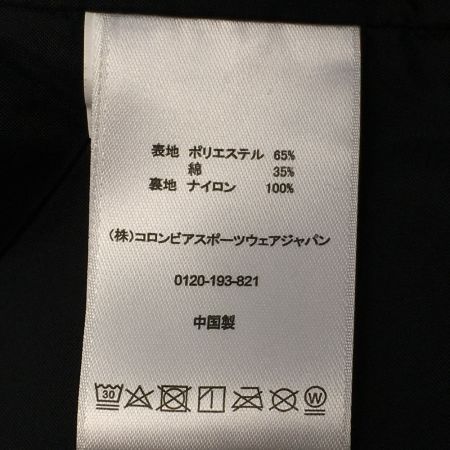 表地 ポリエステル 65%
綿 35%
裏地 ナイロン 100%
(株)コロンビアスポーツウェアジャパン
0120-193-821
中国製
30 W